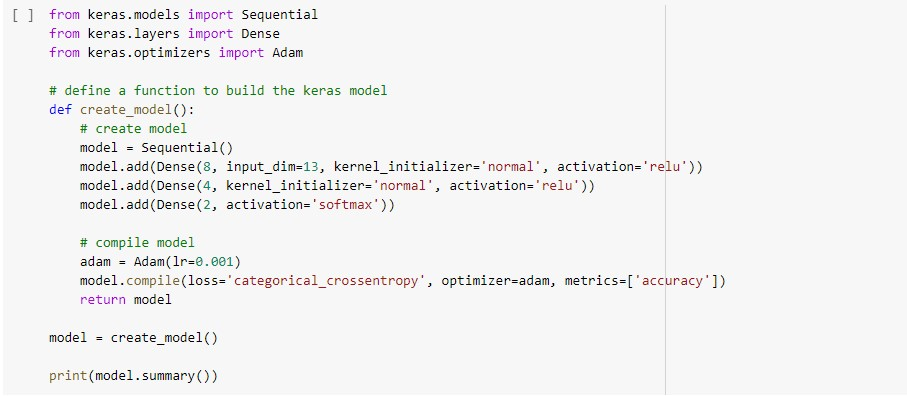 [ ] from keras.models import Sequential
from keras.layers import Dense
from keras.optimizers import Adam
# define a function to build the keras model
def create_model():
# create model
model = Sequential()
model.add(Dense(8, input_dim=13, kernel_initializer='normal', activation='relu'))
model.add(Dense(4, kernel_initializer='normal', activation='relu'))
model.add(Dense(2, activation='softmax'))
# compile model
adam = Adam(lr=0.001)
model.compile(loss='categorical_crossentropy', optimizer=adam, metrics=['accuracy'])
return model
model = create_model()
print(model.summary())